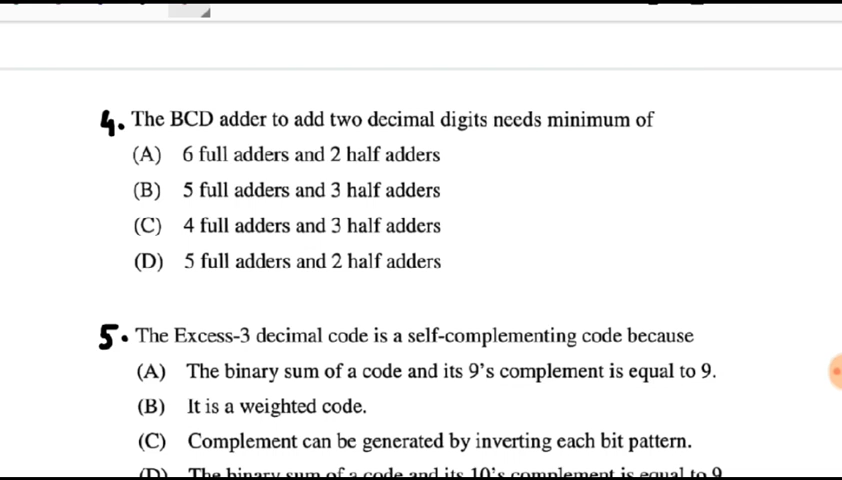 4. The BCD adder to add two decimal digits needs minimum of
(A) 6 full adders and 2 half adders
(B) 5 full adders and 3 half adders
(C) 4 full adders and 3 half adders
(D) 5 full adders and 2 half adders
5. The Excess-3 decimal code is a self-complementing code because
(A) The binary sum of a code and its 9's complement is equal to 9.
(B) It is a weighted code.
(C) Complement can be generated by inverting each bit pattern.
(D) The binary sum of a code and its 10's complement is equal to 9